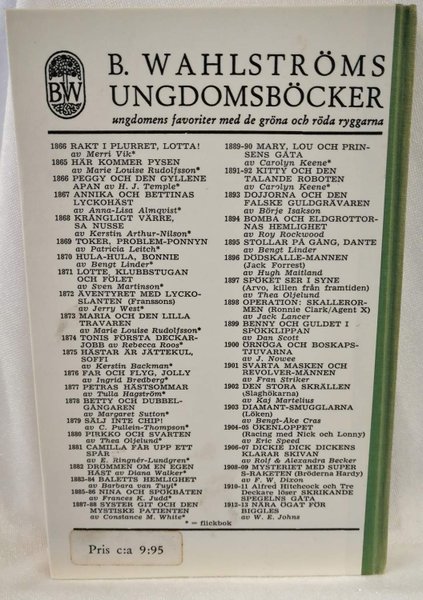 BW
B. WAHLSTRÖMS
UNGDOMSBÖCKER
ungdomens favoriter med de gröna och röda ryggarna
1866 RAKT I PLURRET, LOTTA!
av Merri Vik*
1865 HÄR KOMMER PYSEN
av Marie Louise Rudolfsson*
1866 PEGGY OCH DEN GYLLENE
APAN av H. J. Temple*
1867 ANNIKA OCH BETTINAS
LYCKOHÄST
av Anna-Lisa Almqvist*
1868 KRÅNGLIGT VÄRRE,
SA NUSSE
av Kerstin Arthur-Nilson*
1869 TOKER, PROBLEM-PONNYN
av Patricia Leitch*
1870 HULA-HULA, BONNIE
av Bengt Linder*
1871 LOTTE, KLUBBSTUGAN
OCH FÖLET
av Sven Martinson*
1872 ÄVENTYRET MED LYCKO-
SLANTEN (Franssons)
av Jerry West*
1873 MARIA OCH DEN LILLA
TRAVAREN
av Marie Louise Rudolfsson*
1874 TONIS FÖRSTA DECKAR-
JOBB av Rebecca Roos*
1875 HÄSTAR ÄR JÄTTEKUL,
SOFFI
av Kerstin Backman*
1876 FAR OCH FLYG, JOLLY
av Ingrid Bredberg*
1877 PETRAS HÄSTSOMMAR
av Tulla Hagström*
1878 BETTY OCH DUBBEL-
GÅNGAREN
av Margaret Sutton*
1879 SÄLJ INTE CHIP!
av C. Pullein-Thompson*
1880 PIRKKO OCH SVARTEN
av Thea Oljelund*
1881 CAMILLA FÅR UPP ETT
SPÅR
av E. Ringnér-Lundgren*
1882 DRÖMMEN OM EN EGEN
HÄST av Diana Walker*
1883-84 BALETTS HEMLIGHET
av Barbara van Tuyl*
1885-86 NINA OCH SPÖKBÅTEN
av Frances K. Judd*
1887-88 SYSTER GIT OCH DEN
MYSTISKE PATIENTEN
av Constance M. White*
1889-90 MARY, LOU OCH PRIN-
SENS GÅTA
av Carolyn Keene*
1891-92 KITTY OCH DEN
TALANDE ROBOTEN
av Carolyn Keene*
1893 DOJJORNA OCH DEN
FALSKE GULDGRÄVAREN
av Börje Isakson
1894 BOMBA OCH ELDGROTTOR-
NAS HEMLIGHET
av Roy Rockwood
1895 STOLLAR PÅ GÅNG, DANTE
av Bengt Linder
1896 DÖDSKALLE-MANNEN
(Jack Forrest)
av Hugh Maitland
1897 SPÖKET SER I SYNE
(Arvo, killen från framtiden)
av Thea Oljelund
1898 OPERATION: SKALLEROR-
MEN (Ronnie Clark/Agent X)
av Jack Lancer
1899 BENNY OCH GULDET I
SPÖKKLIPPAN
av Dan Scott
1900 ÖRNÖGA OCH BOSKAPS-
TJUVARNA
av J. Nowee
1901 SVARTA MASKEN OCH
REVOLVER-MÄNNEN
av Fran Striker
1902 DEN STORA SKRÄLLEN
(Slaghökarna)
av Kaj Martelius
1903 DIAMANT-SMUGGLARNA
(Löken)
av Bengt-Åke Cras
1904-05 ÖKENLOPPET
(Racing med Nick och Lonny)
av Eric Speed
1906-07 DICKIE DICK DICKENS
KLARAR SKIVAN
av Rolf & Alexandra Becker
1908-09 MYSTERIET MED SUPER
S-RAKETEN (Bröderna Hardy)
av F. W. Dixon
1910-11 Alfred Hitchcock och Tre
Deckare löser SKRIKANDE
SPEGELNS GÅTA
1912-13 NÄRA ÖGAT FÖR
BIGGLES
av W. E. Johns
* = flickbok
Pris c:a 9:95